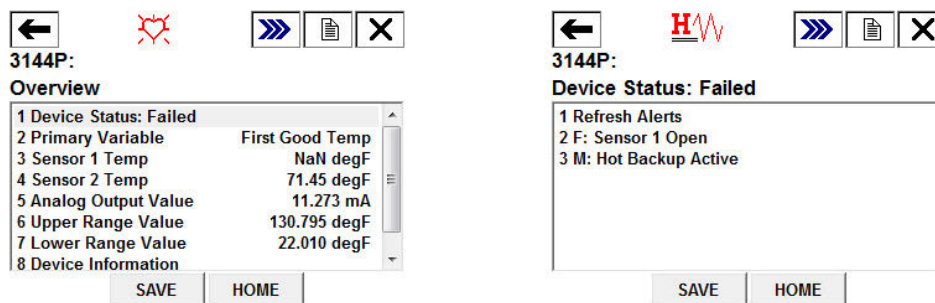 3144P:
Overview
1 Device Status: Failed
2 Primary Variable First Good Temp
3 Sensor 1 Temp NaN degF
4 Sensor 2 Temp 71.45 degF
5 Analog Output Value 11.273 mA
6 Upper Range Value 130.795 degF
7 Lower Range Value 22.010 degF
8 Device Information
SAVE HOME
H
3144P:
Device Status: Failed
1 Refresh Alerts
2 F: Sensor 1 Open
3 M: Hot Backup Active
SAVE HOME